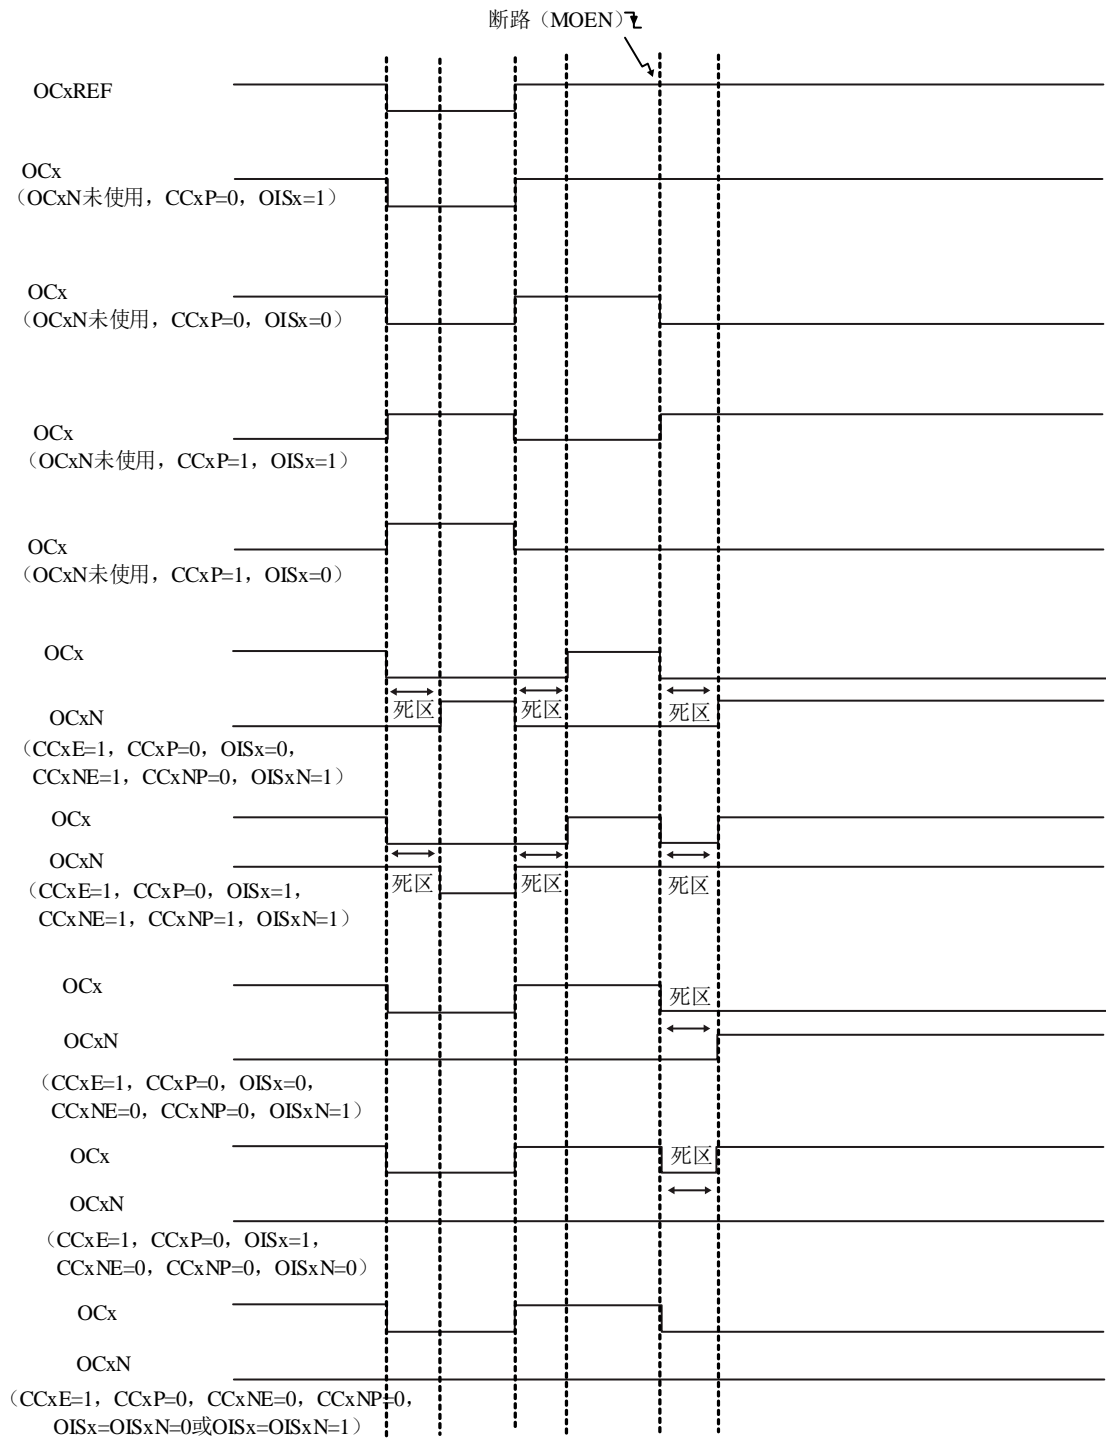 断路（MOEN）
OCxREF
OCx
（OCxN未使用，CCxP=0，OISx=1）
OCx
（OCxN未使用，CCxP=0，OISx=0）
OCx
（OCxN未使用，CCxP=1，OISx=1）
OCx
（OCxN未使用，CCxP=1，OISx=0）
OCx
死区 死区 死区
OCxN
（CCxE=1，CCxP=0，OISx=0，
CCxNE=1，CCxNP=0，OISxN=1）
OCx
OCxN
死区 死区 死区
（CCxE=1，CCxP=0，OISx=1，
CCxNE=1，CCxNP=1，OISxN=1）
OCx
死区
OCxN
（CCxE=1，CCxP=0，OISx=0，
CCxNE=0，CCxNP=0，OISxN=1）
OCx
死区
OCxN
（CCxE=1，CCxP=0，OISx=1，
CCxNE=0，CCxNP=0，OISxN=0）
OCx
OCxN
（CCxE=1，CCxP=0，CCxNE=0，CCxNP=0，
OISx=OISxN=0或OISx=OISxN=1）